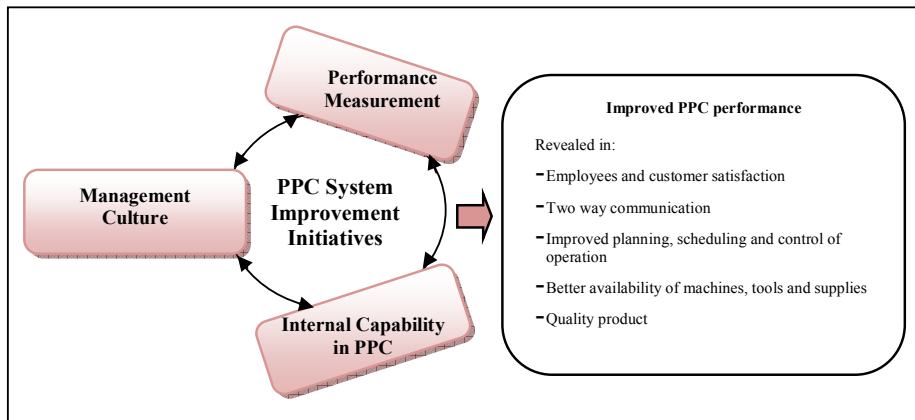 Performance
Measurement
Management
Culture
PPC System
Improvement
Initiatives
Internal Capability
in PPC
Improved PPC performance
Revealed in:
-Employees and customer satisfaction
-Two way communication
-Improved planning, scheduling and control of
operation
-Better availability of machines, tools and supplies
-Quality product